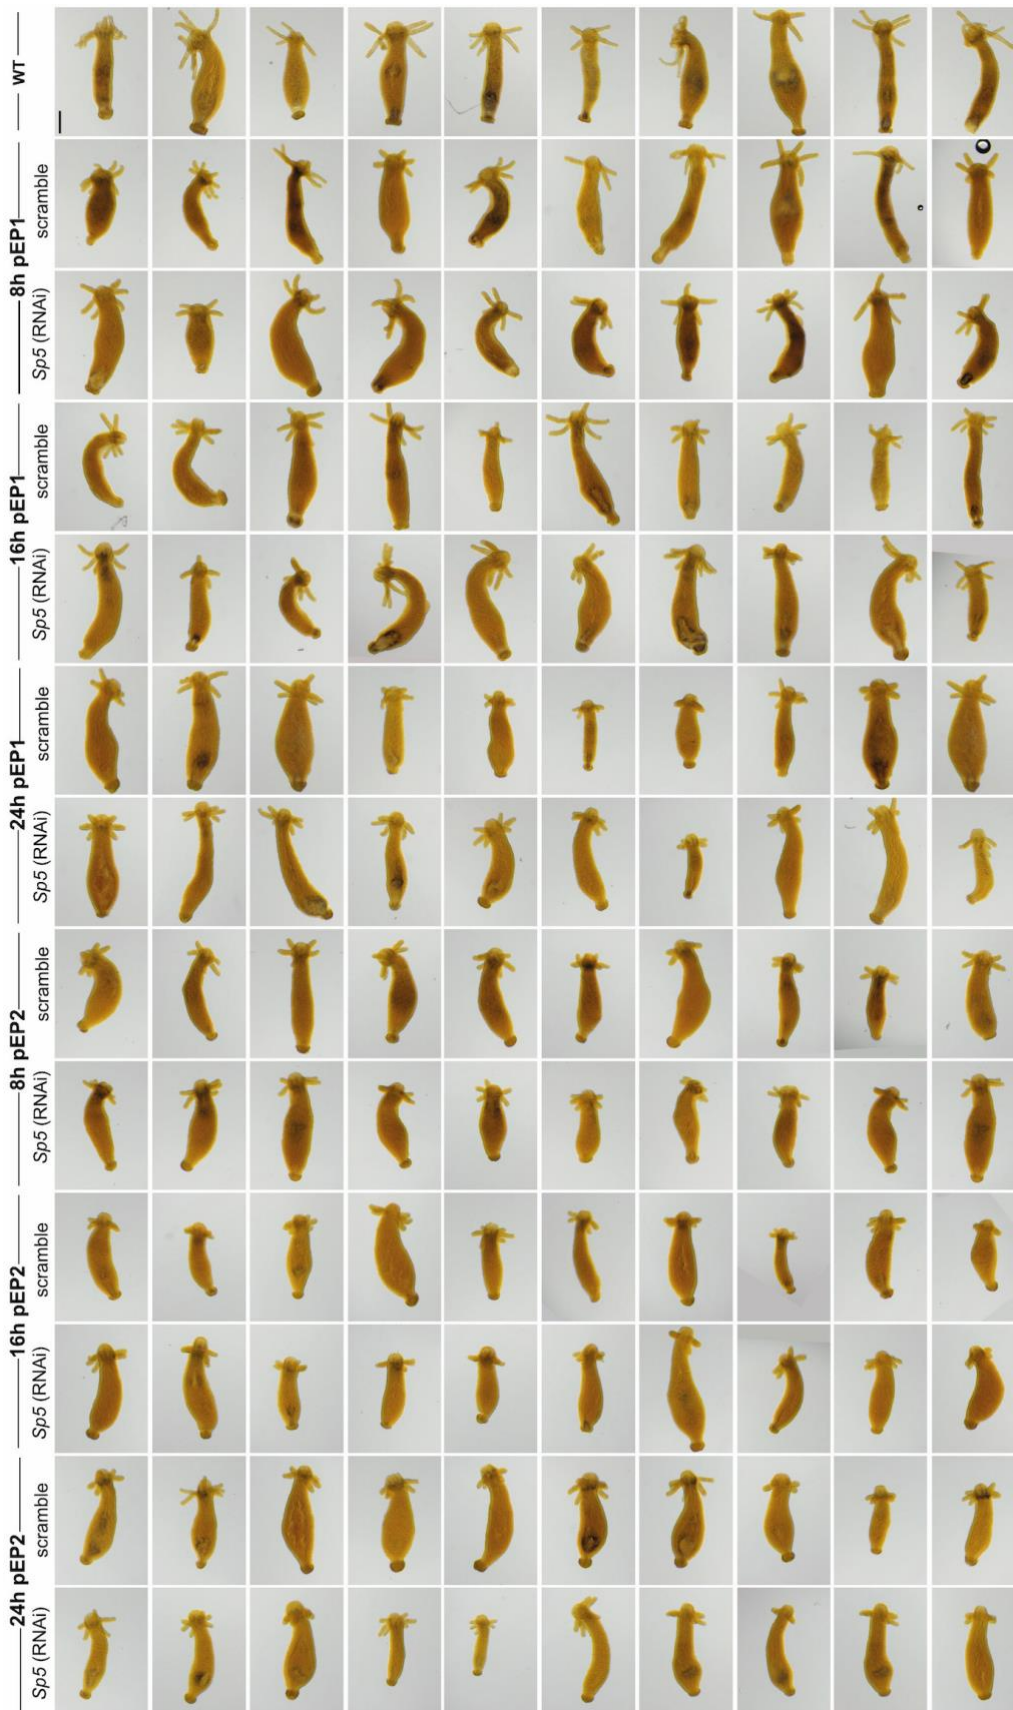 WT
8h pEP1
scramble
Sp5 (RNAi)
16h pEP1
scramble
Sp5 (RNAi)
24h pEP1
scramble
Sp5 (RNAi)
8h pEP2
scramble
Sp5 (RNAi)
16h pEP2
scramble
Sp5 (RNAi)
24h pEP2
scramble
Sp5 (RNAi)